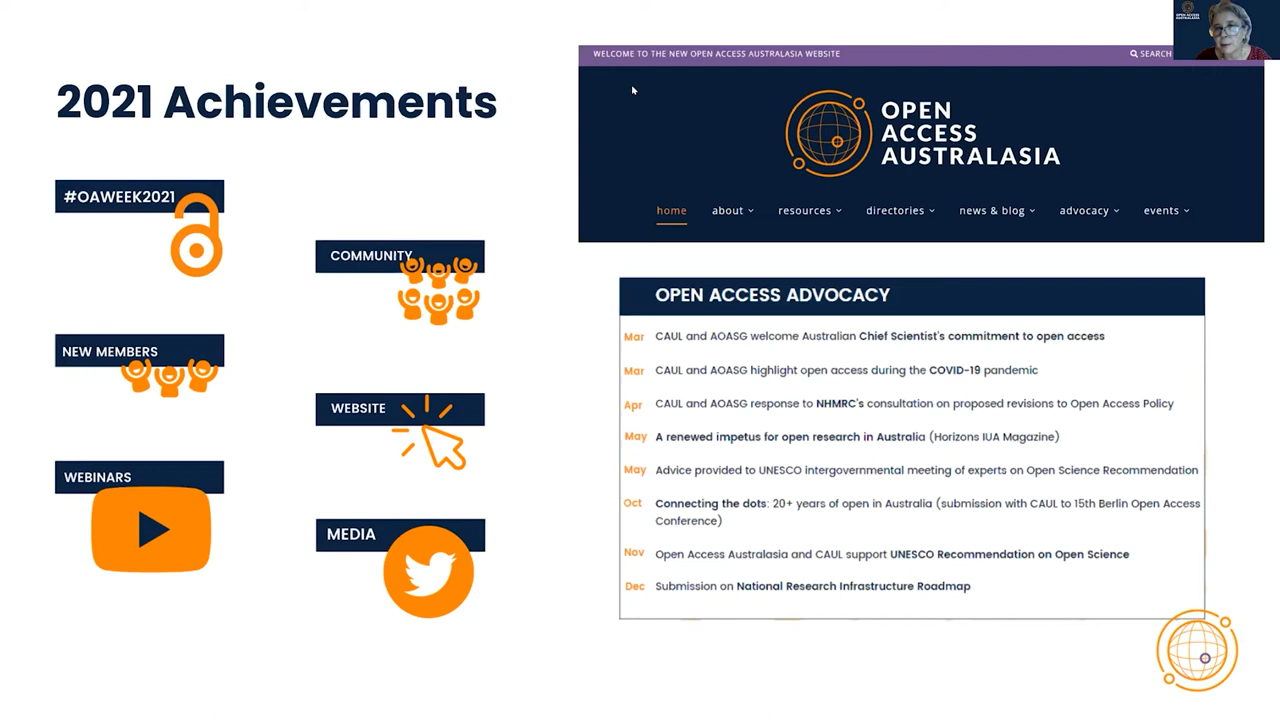 2021 Achievements
#OAWEEK2021
COMMUNITY
NEW MEMBERS
WEBSITE
WEBINARS
MEDIA
WELCOME TO THE NEW OPEN ACCESS AUSTRALASIA WEBSITE
SEARCH
OPEN
ACCESS
AUSTRALASIA
home about resources directories news & blog advocacy events
OPEN ACCESS ADVOCACY
Mar CAUL and AOASG welcome Australian Chief Scientist's commitment to open access
Mar CAUL and AOASG highlight open access during the COVID-19 pandemic
Apr CAUL and AOASG response to NHMRC's consultation on proposed revisions to Open Access Policy
May A renewed impetus for open research in Australia (Horizons IUA Magazine)
May Advice provided to UNESCO intergovernmental meeting of experts on Open Science Recommendation
Oct Connecting the dots: 20+ years of open in Australia (submission with CAUL to 15th Berlin Open Access
Conference)
Nov Open Access Australasia and CAUL support UNESCO Recommendation on Open Science
Dec Submission on National Research Infrastructure Roadmap
OPEN ACCESS
AUSTRALASIA